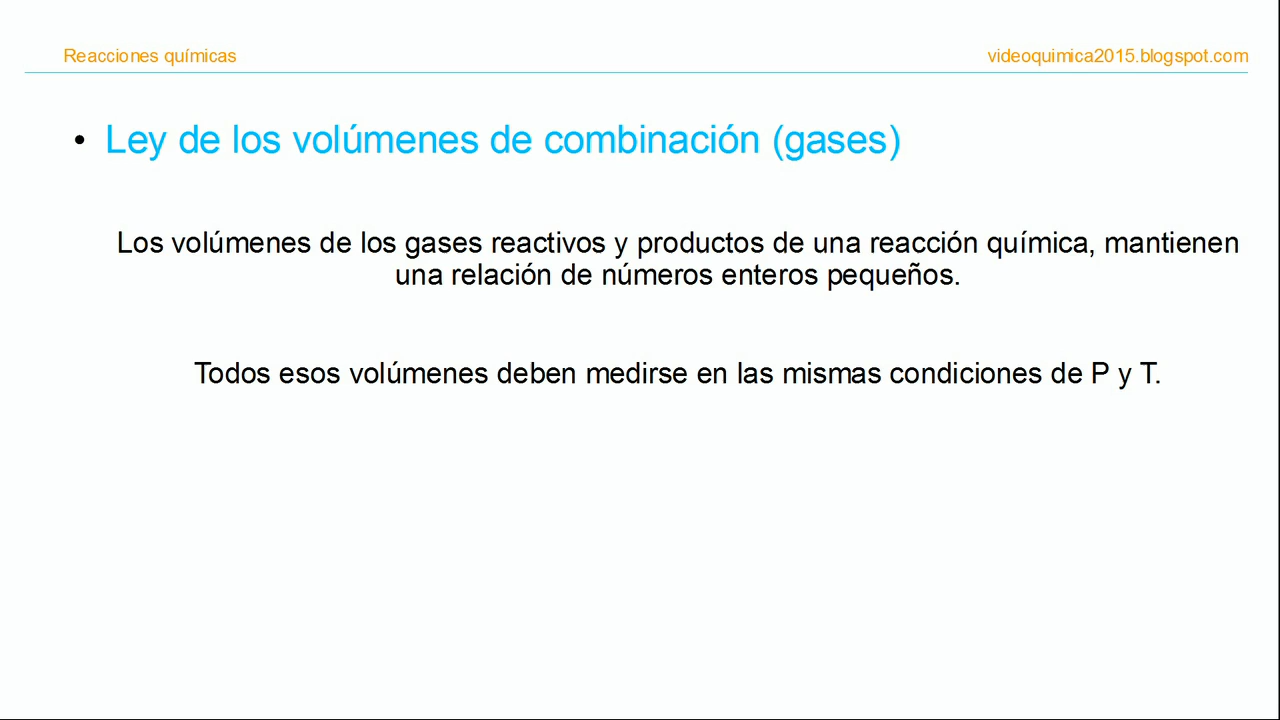 Reacciones químicas
videoquimica2015.blogspot.com
• Ley de los volúmenes de combinación (gases)
Los volúmenes de los gases reactivos y productos de una reacción química, mantienen
una relación de números enteros pequeños.
Todos esos volúmenes deben medirse en las mismas condiciones de P y T.